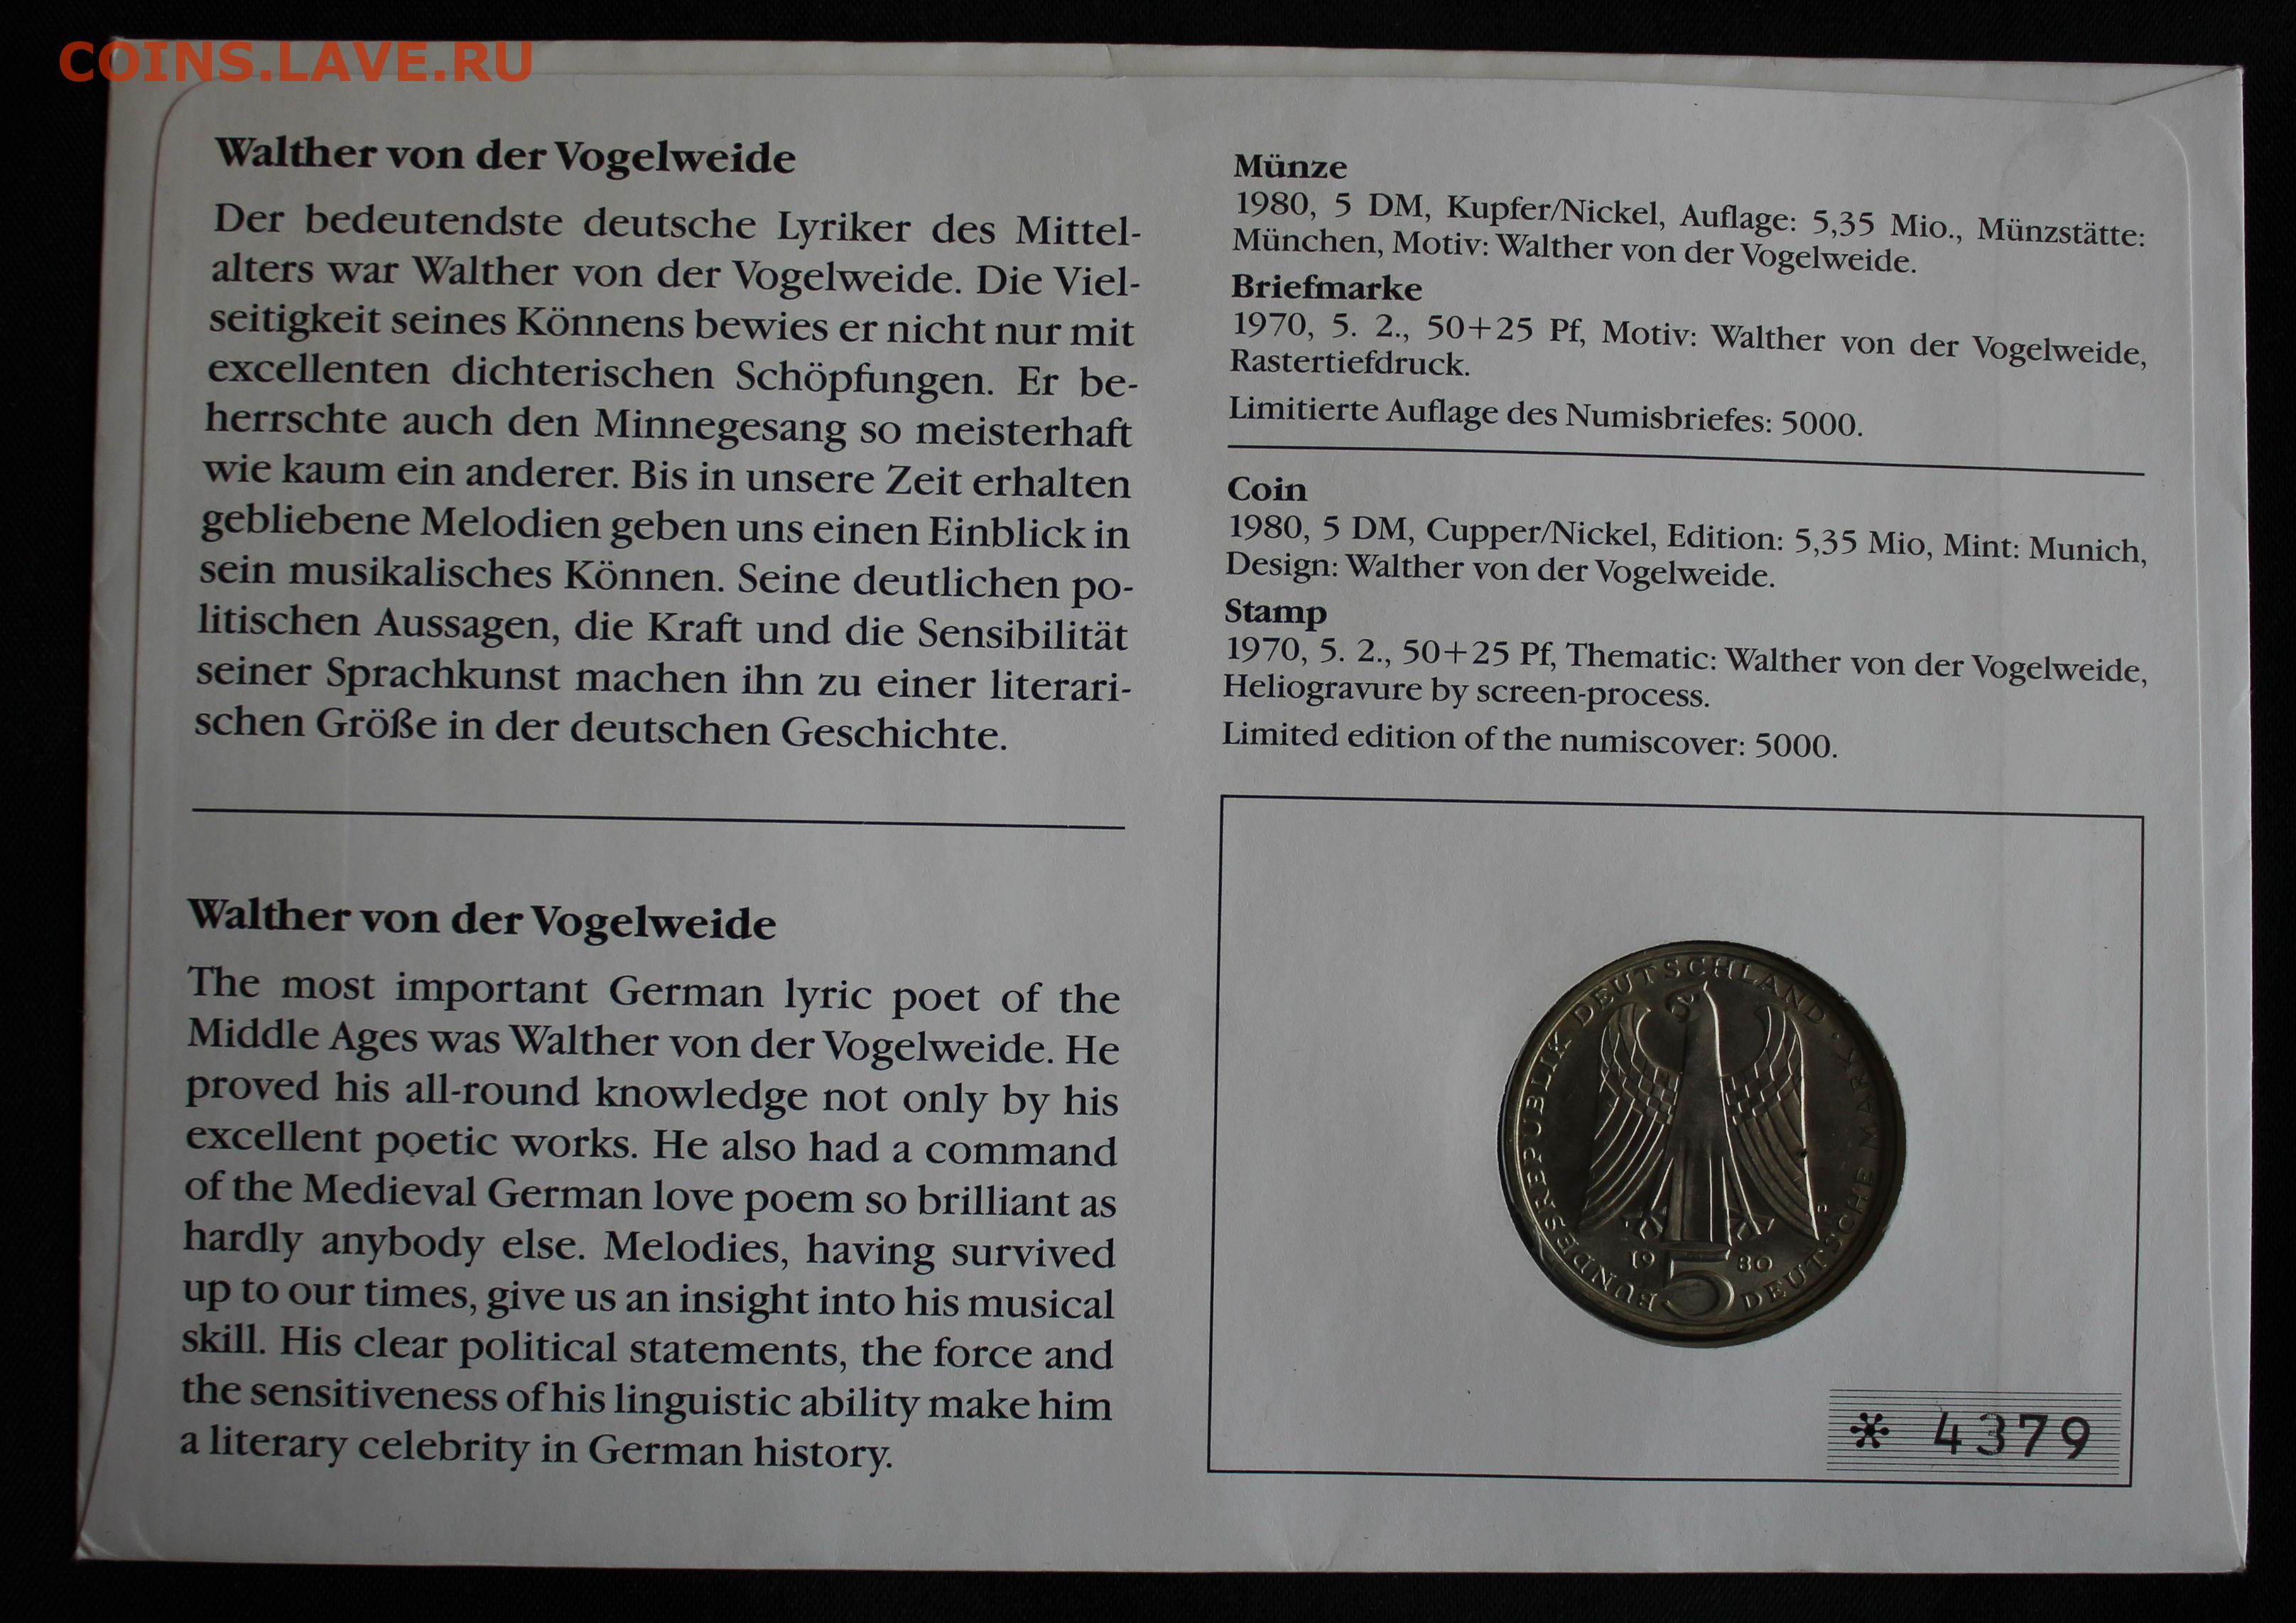 COINS.LAVE.RU
Walther von der Vogelweide
Der bedeutendste deutsche Lyriker des Mittel-
alters war Walther von der Vogelweide. Die Viel-
seitigkeit seines Könnens bewies er nicht nur mit
excellenten dichterischen Schöpfungen. Er be-
herrschte auch den Minnegesang so meisterhaft
wie kaum ein anderer. Bis in unsere Zeit erhalten
gebliebene Melodien geben uns einen Einblick in
sein musikalisches Können. Seine deutlichen po-
litischen Aussagen, die Kraft und die Sensibilität
seiner Sprachkunst machen ihn zu einer literari-
schen Größe in der deutschen Geschichte.
Walther von der Vogelweide
The most important German lyric poet of the
Middle Ages was Walther von der Vogelweide. He
proved his all-round knowledge not only by his
excellent poetic works. He also had a command
of the Medieval German love poem so brilliant as
hardly anybody else. Melodies, having survived
up to our times, give us an insight into his musical
skill. His clear political statements, the force and
the sensitiveness of his linguistic ability make him
a literary celebrity in German history.
Münze
1980, 5 DM, Kupfer/Nickel, Auflage: 5,35 Mio., Münzstätte:
München, Motiv: Walther von der Vogelweide.
Briefmarke
1970, 5. 2., 50+25 Pf, Motiv: Walther von der Vogelweide,
Rastertiefdruck.
Limitierte Auflage des Numisbriefes: 5000.
Coin
1980, 5 DM, Cupper/Nickel, Edition: 5,35 Mio, Mint: Munich,
Design: Walther von der Vogelweide.
Stamp
1970, 5. 2., 50+25 Pf, Thematic: Walther von der Vogelweide,
Heliogravure by screen-process.
Limited edition of the numiscover: 5000.
BUNDESREPUBLIK DEUTSCHLAND · 5 DEUTSCHE MARK
D
1980
* 4379